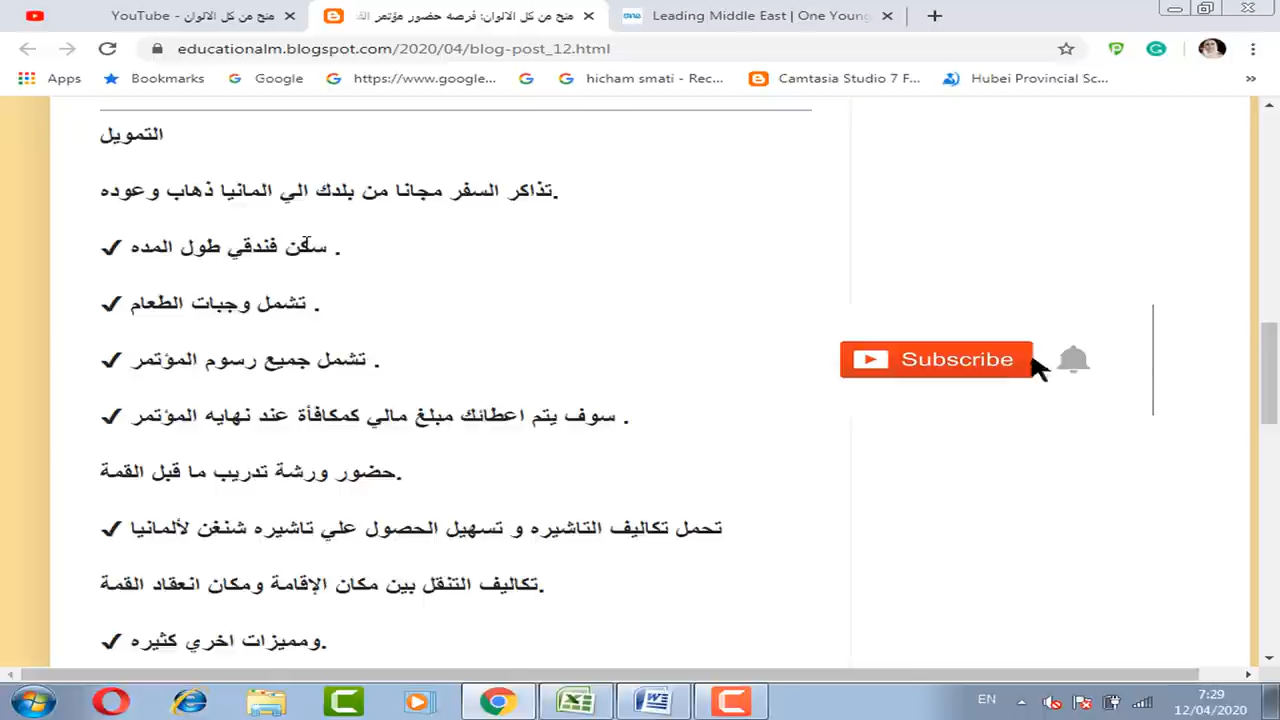 منح من كل الالوان - YouTube
منح من كل الالوان: فرصه حضور مؤتمر الق
Leading Middle East | One Young
educationalm.blogspot.com/2020/04/blog-post_12.html
Apps Bookmarks Google https://www.google... hicham smati - Rec... Camtasia Studio 7 F... Hubei Provincial Sc... »
التمويل
تذاكر السفر مجانا من بلدك الي المانيا ذهاب وعوده.
✔ سكن فندقي طول المده .
✔ تشمل وجبات الطعام .
✔ تشمل جميع رسوم المؤتمر .
Subscribe
✔ سوف يتم اعطائك مبلغ مالي كمكافأة عند نهايه المؤتمر .
حضور ورشة تدريب ما قبل القمة.
✔ تحمل تكاليف التاشيره و تسهيل الحصول علي تاشيره شنغن لألمانيا
تكاليف التنقل بين مكان الإقامة ومكان انعقاد القمة.
✔ ومميزات اخري كثيره.
EN
7:29
12/04/2020